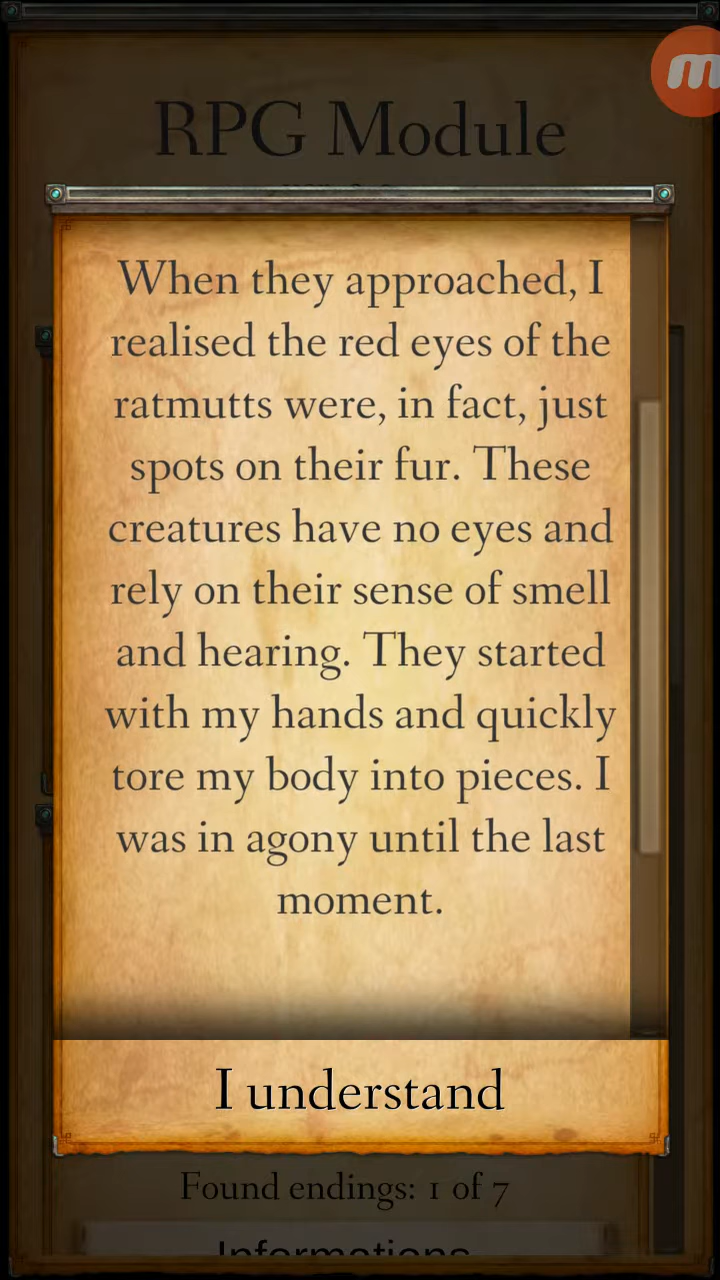 RPG Module
When they approached, I
realised the red eyes of the
ratmutts were, in fact, just
spots on their fur. These
creatures have no eyes and
rely on their sense of smell
and hearing. They started
with my hands and quickly
tore my body into pieces. I
was in agony until the last
moment.
I understand
Found endings: 1 of 7
Informations